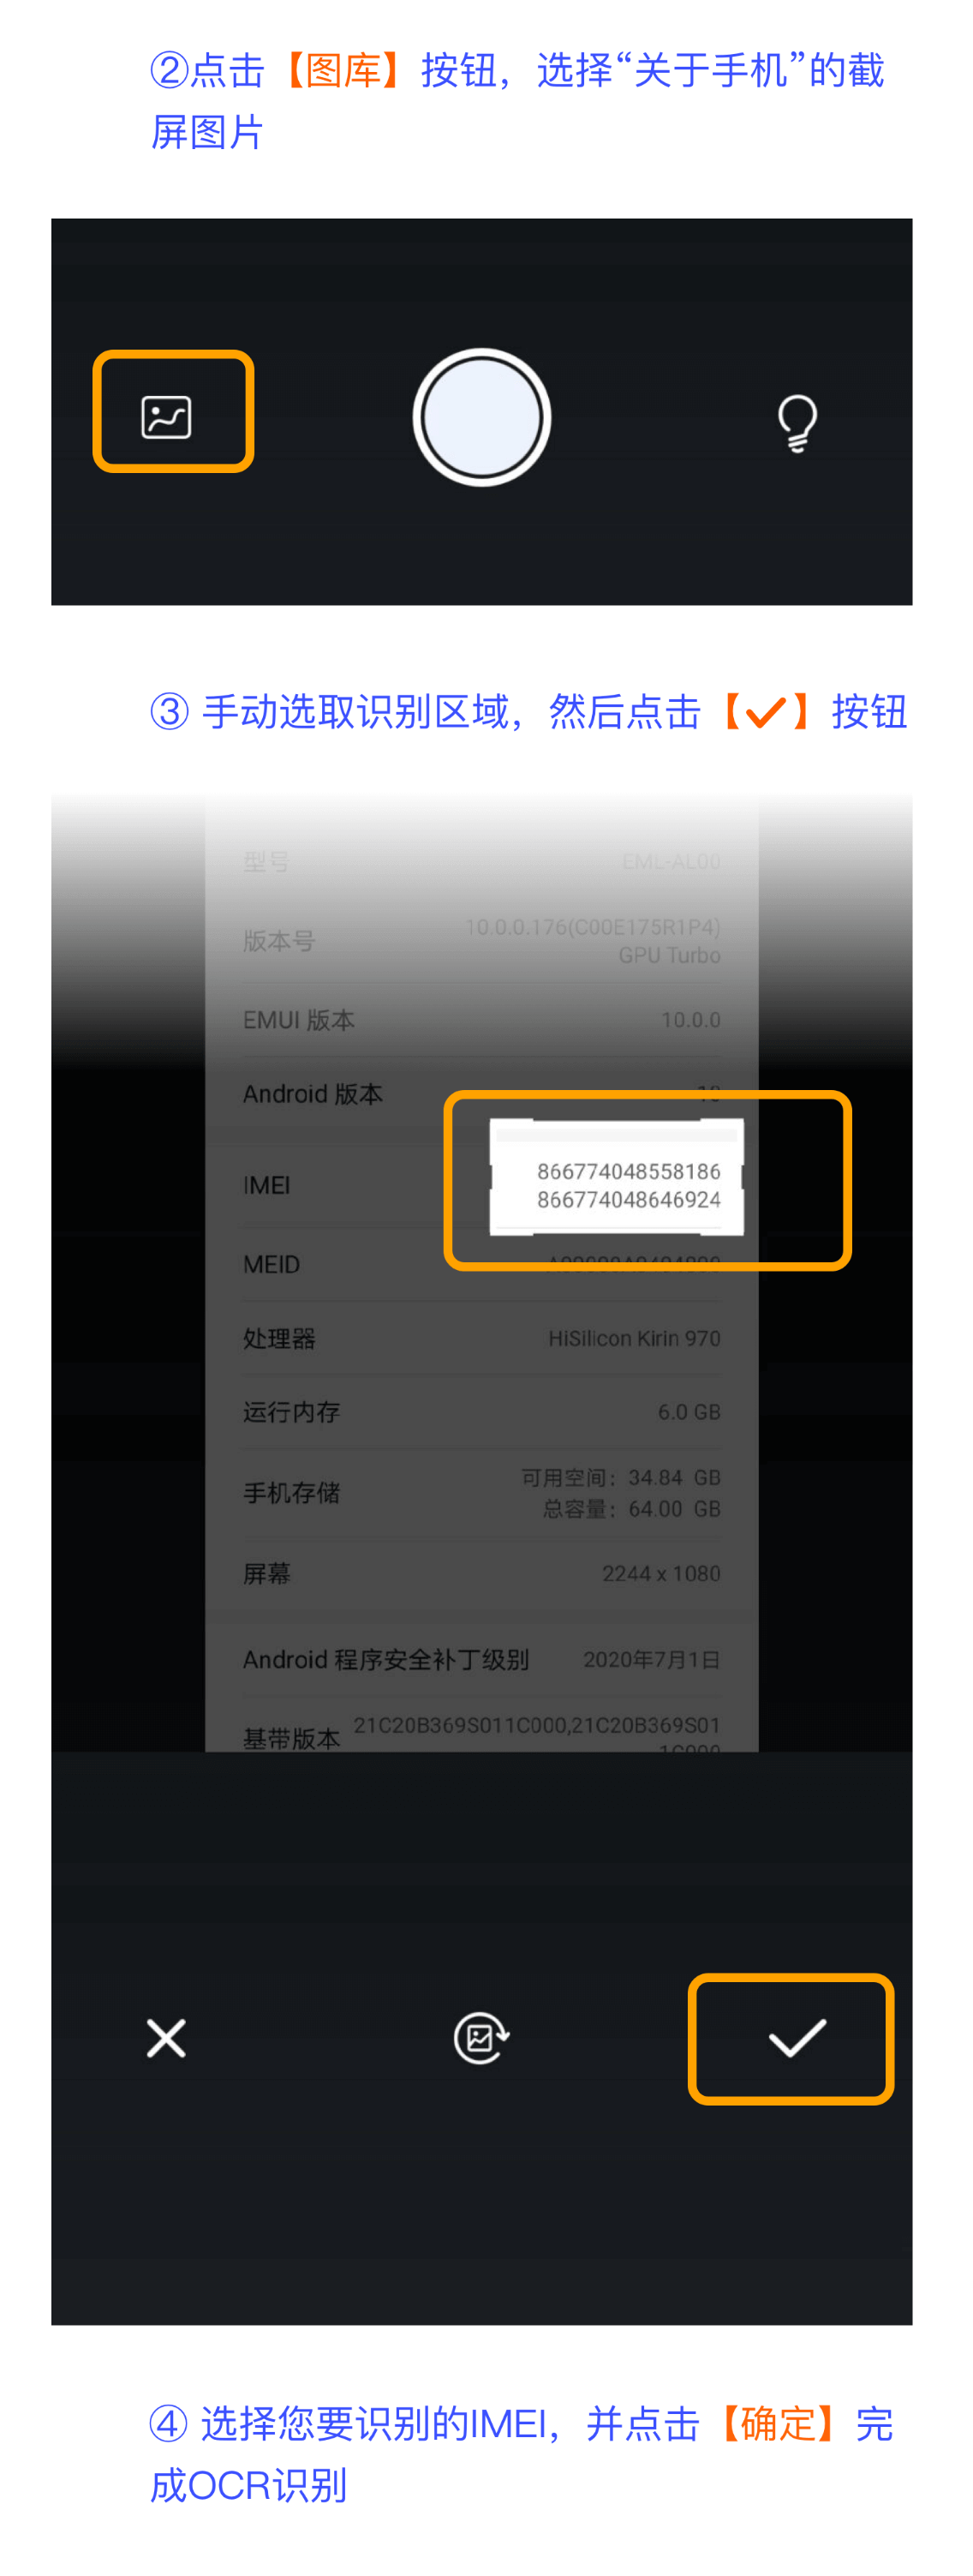 ②点击【图库】按钮，选择“关于手机”的截
屏图片
③ 手动选取识别区域，然后点击【✓】按钮
型号 EML-AL00
版本号 10.0.0.176(C00E175R1P4)
GPU Turbo
EMUI 版本 10.0.0
Android 版本
IMEI 866774048558186
866774048646924
MEID
处理器 HiSilicon Kirin 970
运行内存 6.0 GB
手机存储 可用空间：34.84 GB
总容量：64.00 GB
屏幕 2244 x 1080
Android 程序安全补丁级别 2020年7月1日
基带版本 21C20B369S011C000,21C20B369S01
1C000
④ 选择您要识别的IMEI，并点击【确定】完
成OCR识别